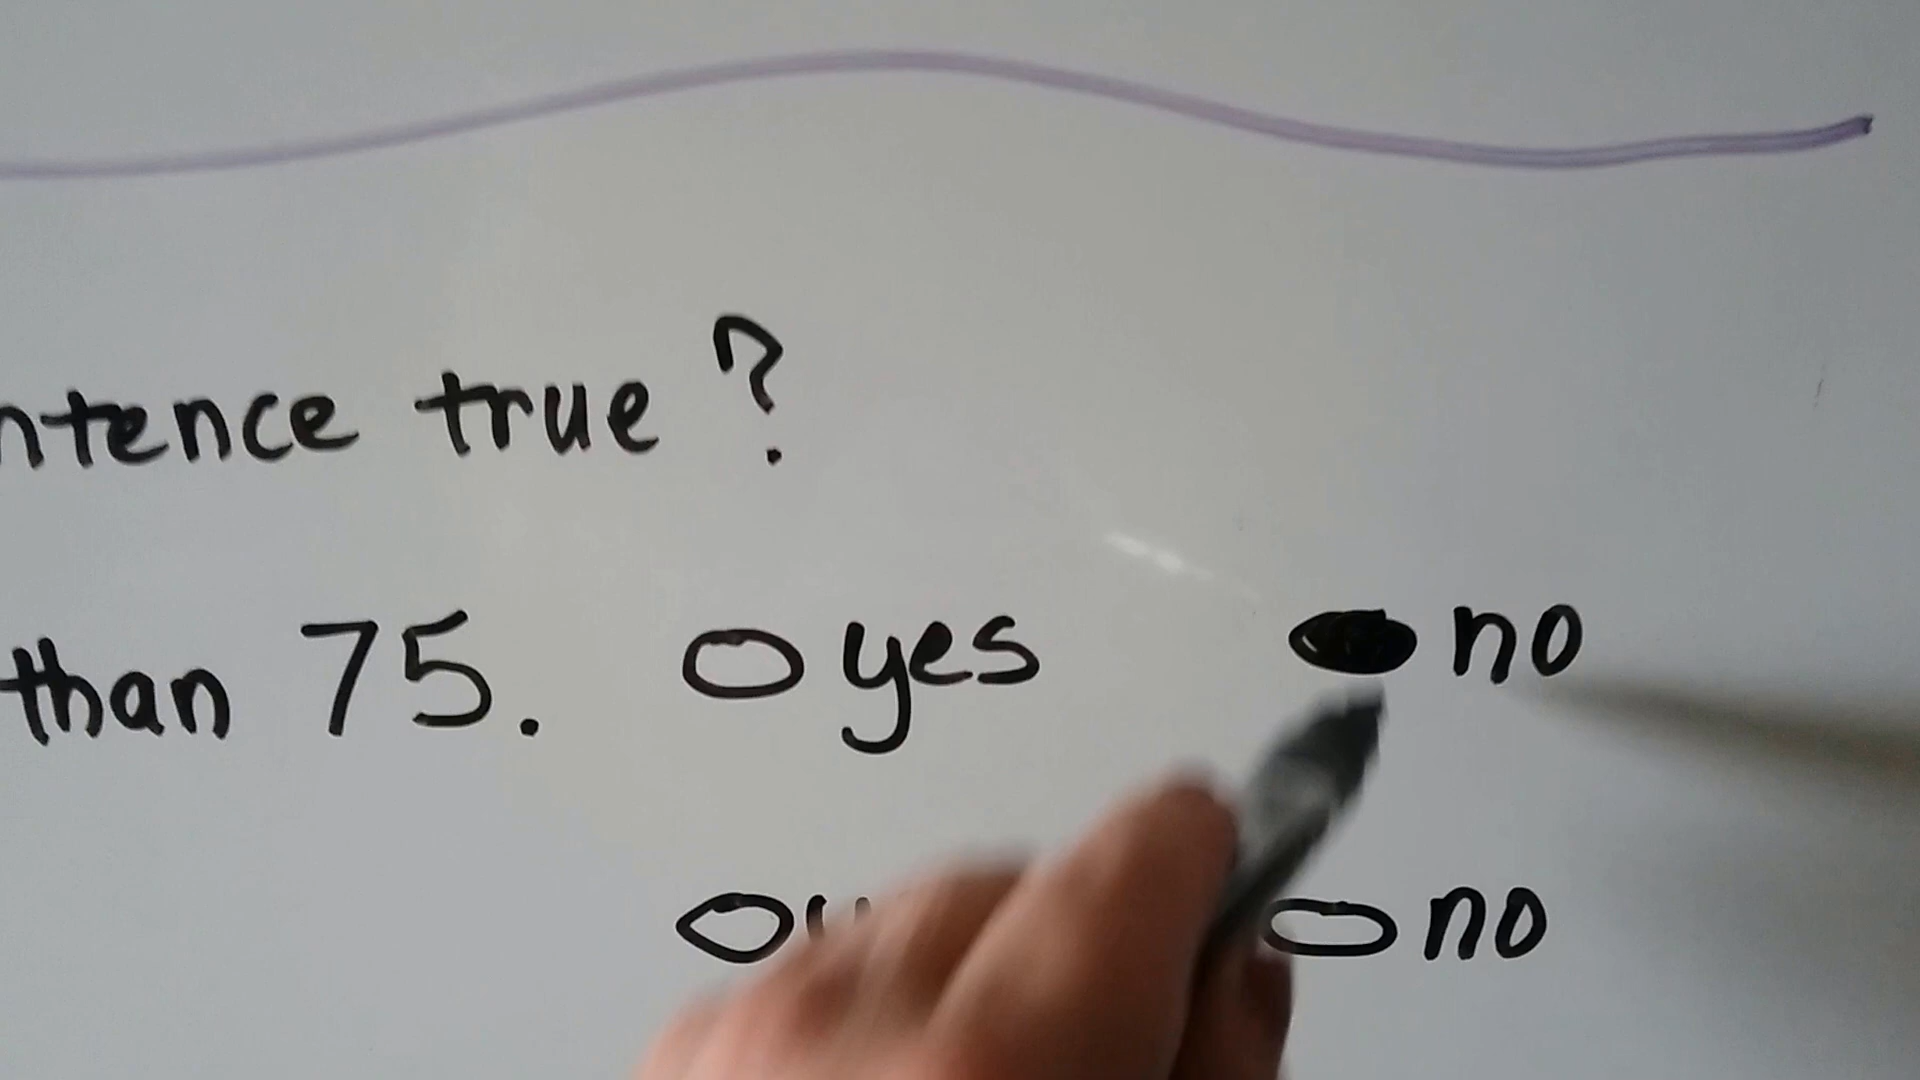 ntence true?
than 75. yes no
no